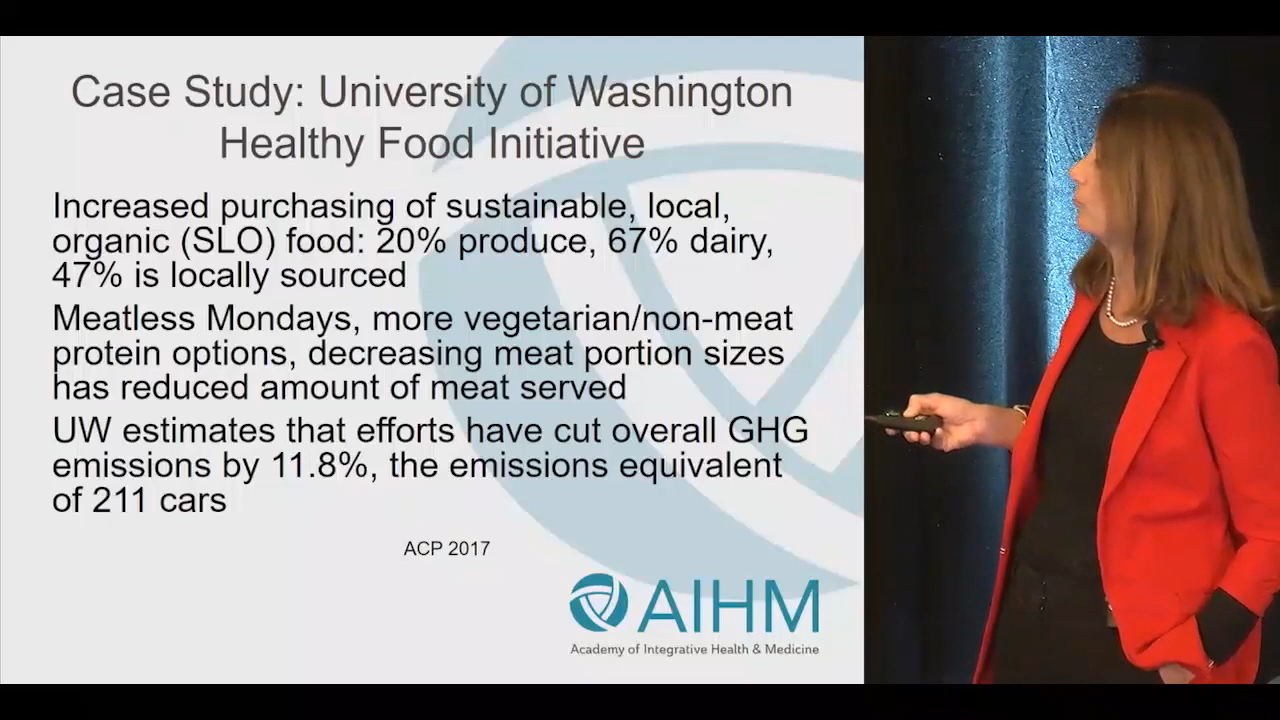 Case Study: University of Washington
Healthy Food Initiative
Increased purchasing of sustainable, local,
organic (SLO) food: 20% produce, 67% dairy,
47% is locally sourced
Meatless Mondays, more vegetarian/non-meat
protein options, decreasing meat portion sizes
has reduced amount of meat served
UW estimates that efforts have cut overall GHG
emissions by 11.8%, the emissions equivalent
of 211 cars
ACP 2017
AIHM
Academy of Integrative Health & Medicine